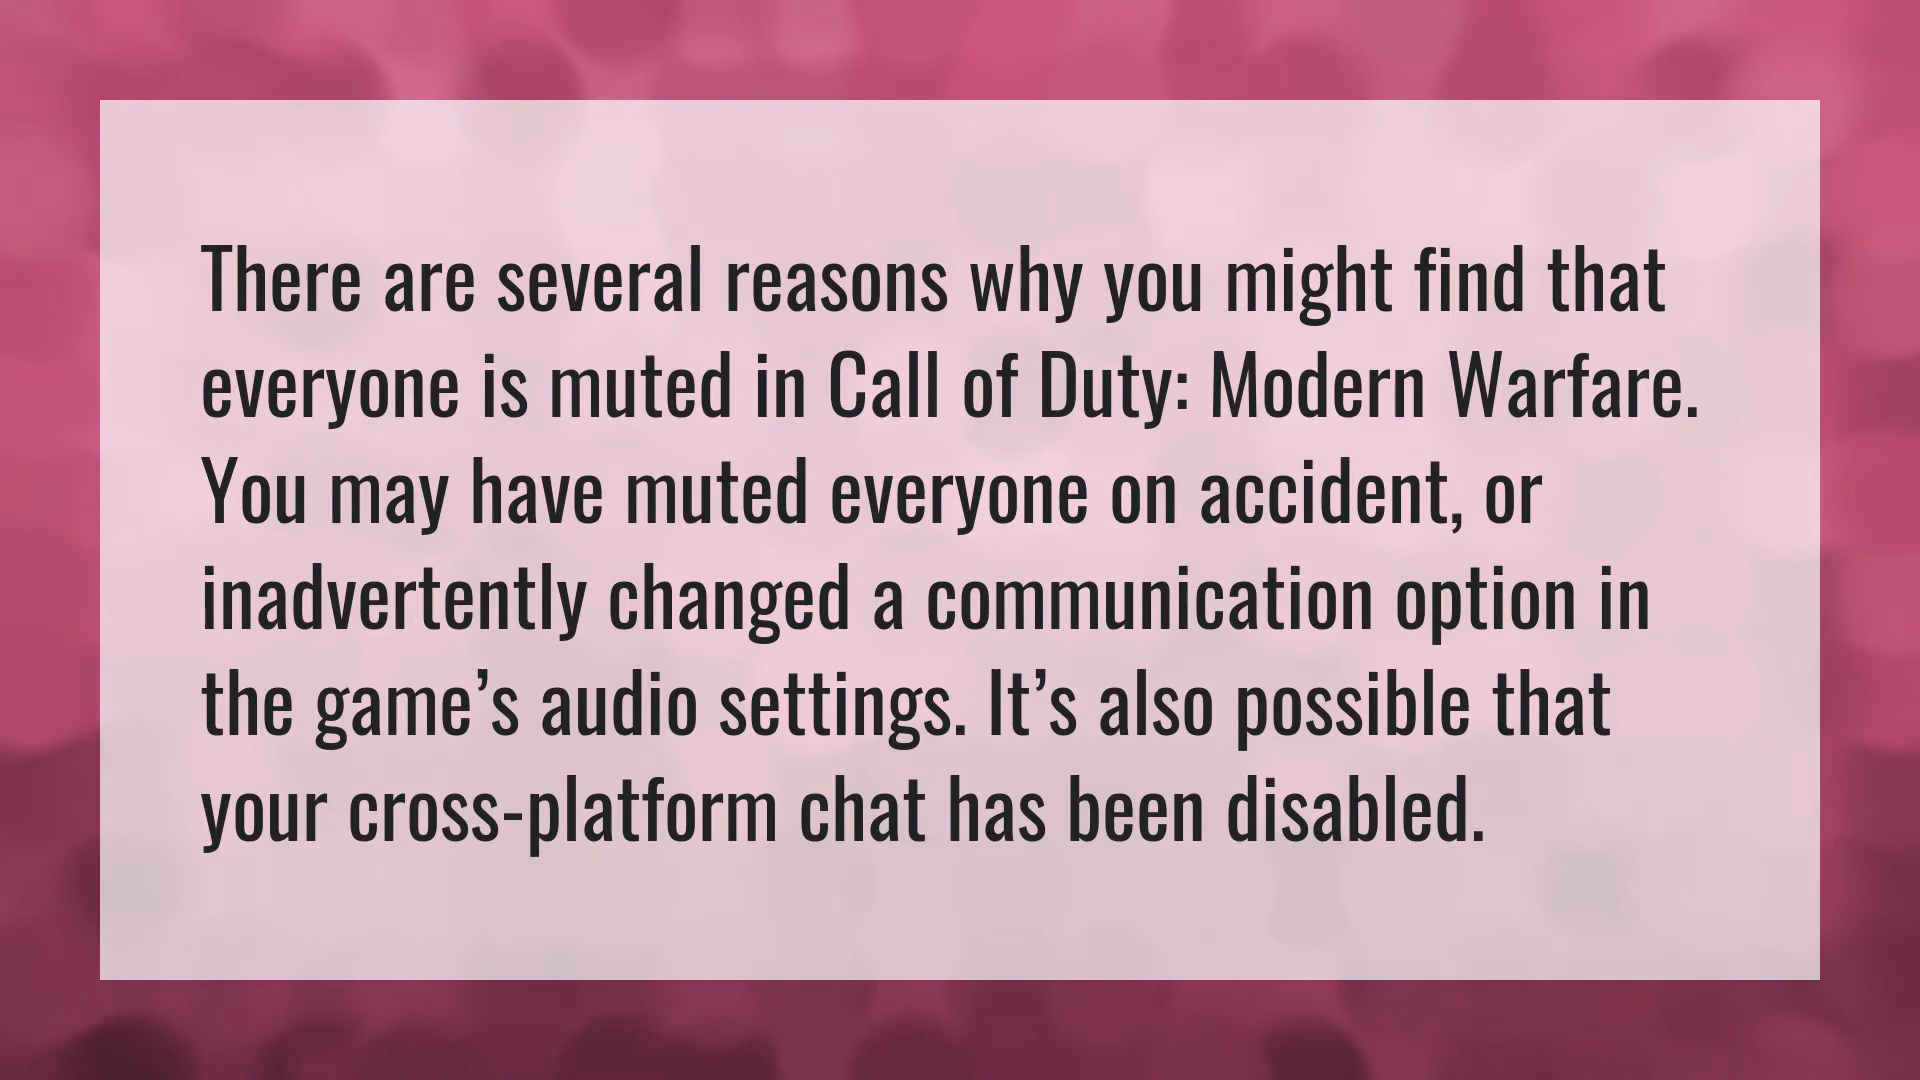 There are several reasons why you might find that
everyone is muted in Call of Duty: Modern Warfare.
You may have muted everyone on accident, or
inadvertently changed a communication option in
the game’s audio settings. It’s also possible that
your cross-platform chat has been disabled.